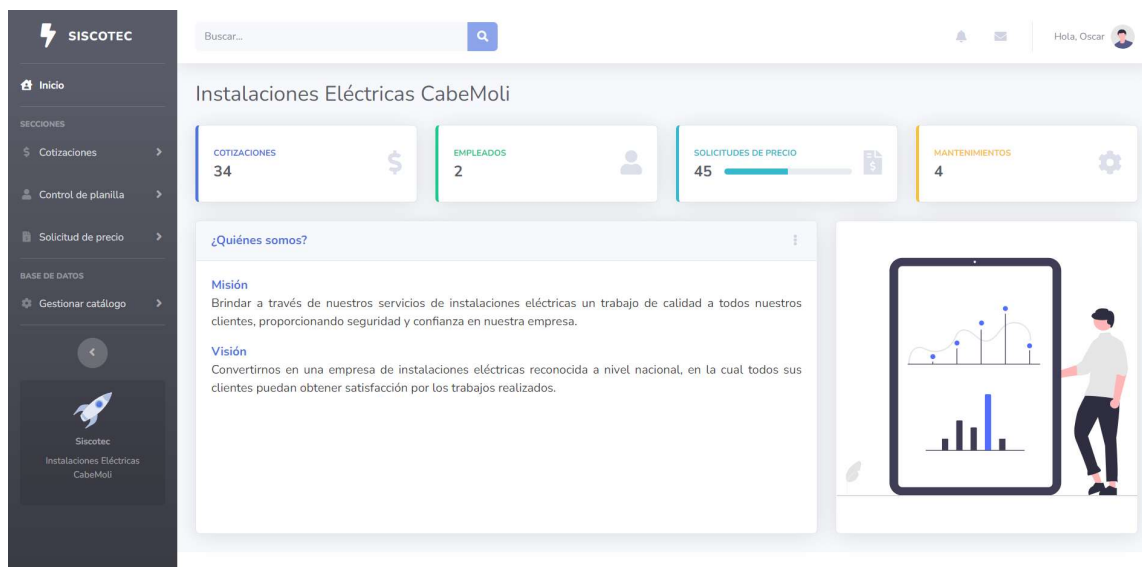 SISCOTEC
Buscar...
Hola, Oscar
Inicio
SECCIONES
Cotizaciones
Control de planilla
Solicitud de precio
BASE DE DATOS
Gestionar catálogo
Siscotec
Instalaciones Eléctricas
CabeMoli
Instalaciones Eléctricas CabeMoli
COTIZACIONES
34
EMPLEADOS
2
SOLICITUDES DE PRECIO
45
MANTENIMIENTOS
4
¿Quiénes somos?
Misión
Brindar a través de nuestros servicios de instalaciones eléctricas un trabajo de calidad a todos nuestros
clientes, proporcionando seguridad y confianza en nuestra empresa.
Visión
Convertirnos en una empresa de instalaciones eléctricas reconocida a nivel nacional, en la cual todos sus
clientes puedan obtener satisfacción por los trabajos realizados.